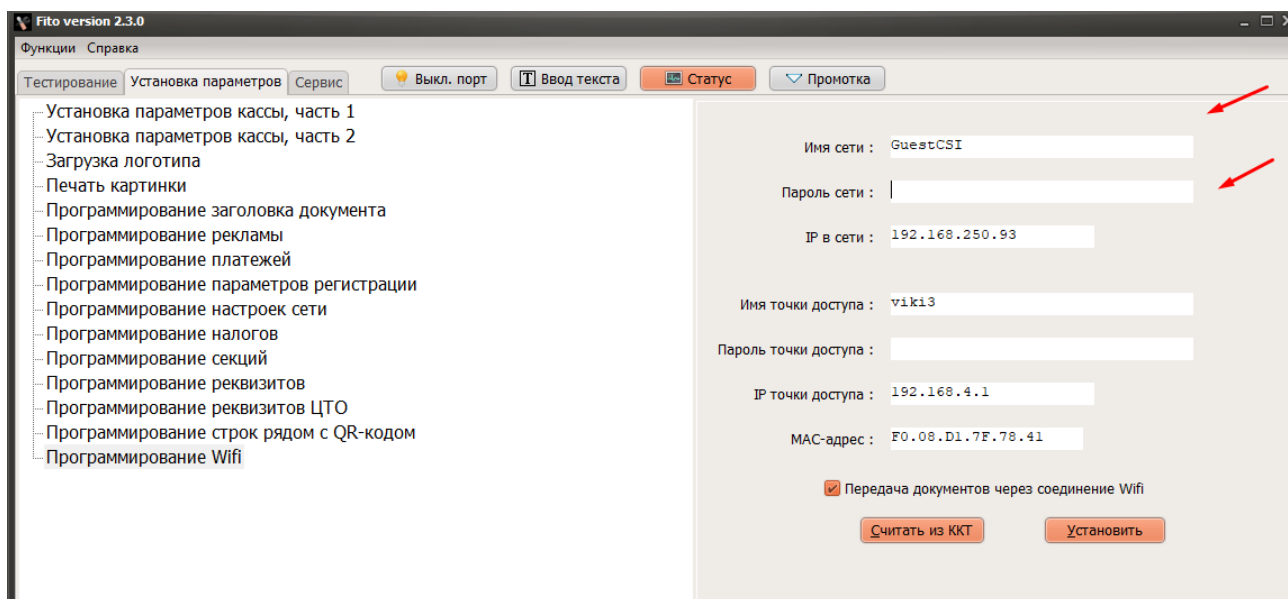 Fito version 2.3.0
Функции Справка
Тестирование Установка параметров Сервис Выкл. порт T Ввод текста Статус Промотка
Установка параметров кассы, часть 1
Установка параметров кассы, часть 2
Загрузка логотипа
Печать картинки
Программирование заголовка документа
Программирование рекламы
Программирование платежей
Программирование параметров регистрации
Программирование настроек сети
Программирование налогов
Программирование секций
Программирование реквизитов
Программирование реквизитов ЦТО
Программирование строк рядом с QR-кодом
Программирование Wifi
Имя сети : GuestCSI
Пароль сети :
IP в сети : 192.168.250.93
Имя точки доступа : viki3
Пароль точки доступа :
IP точки доступа : 192.168.4.1
MAC-адрес : F0.08.D1.7F.78.41
Передача документов через соединение Wifi
Считать из ККТ Установить